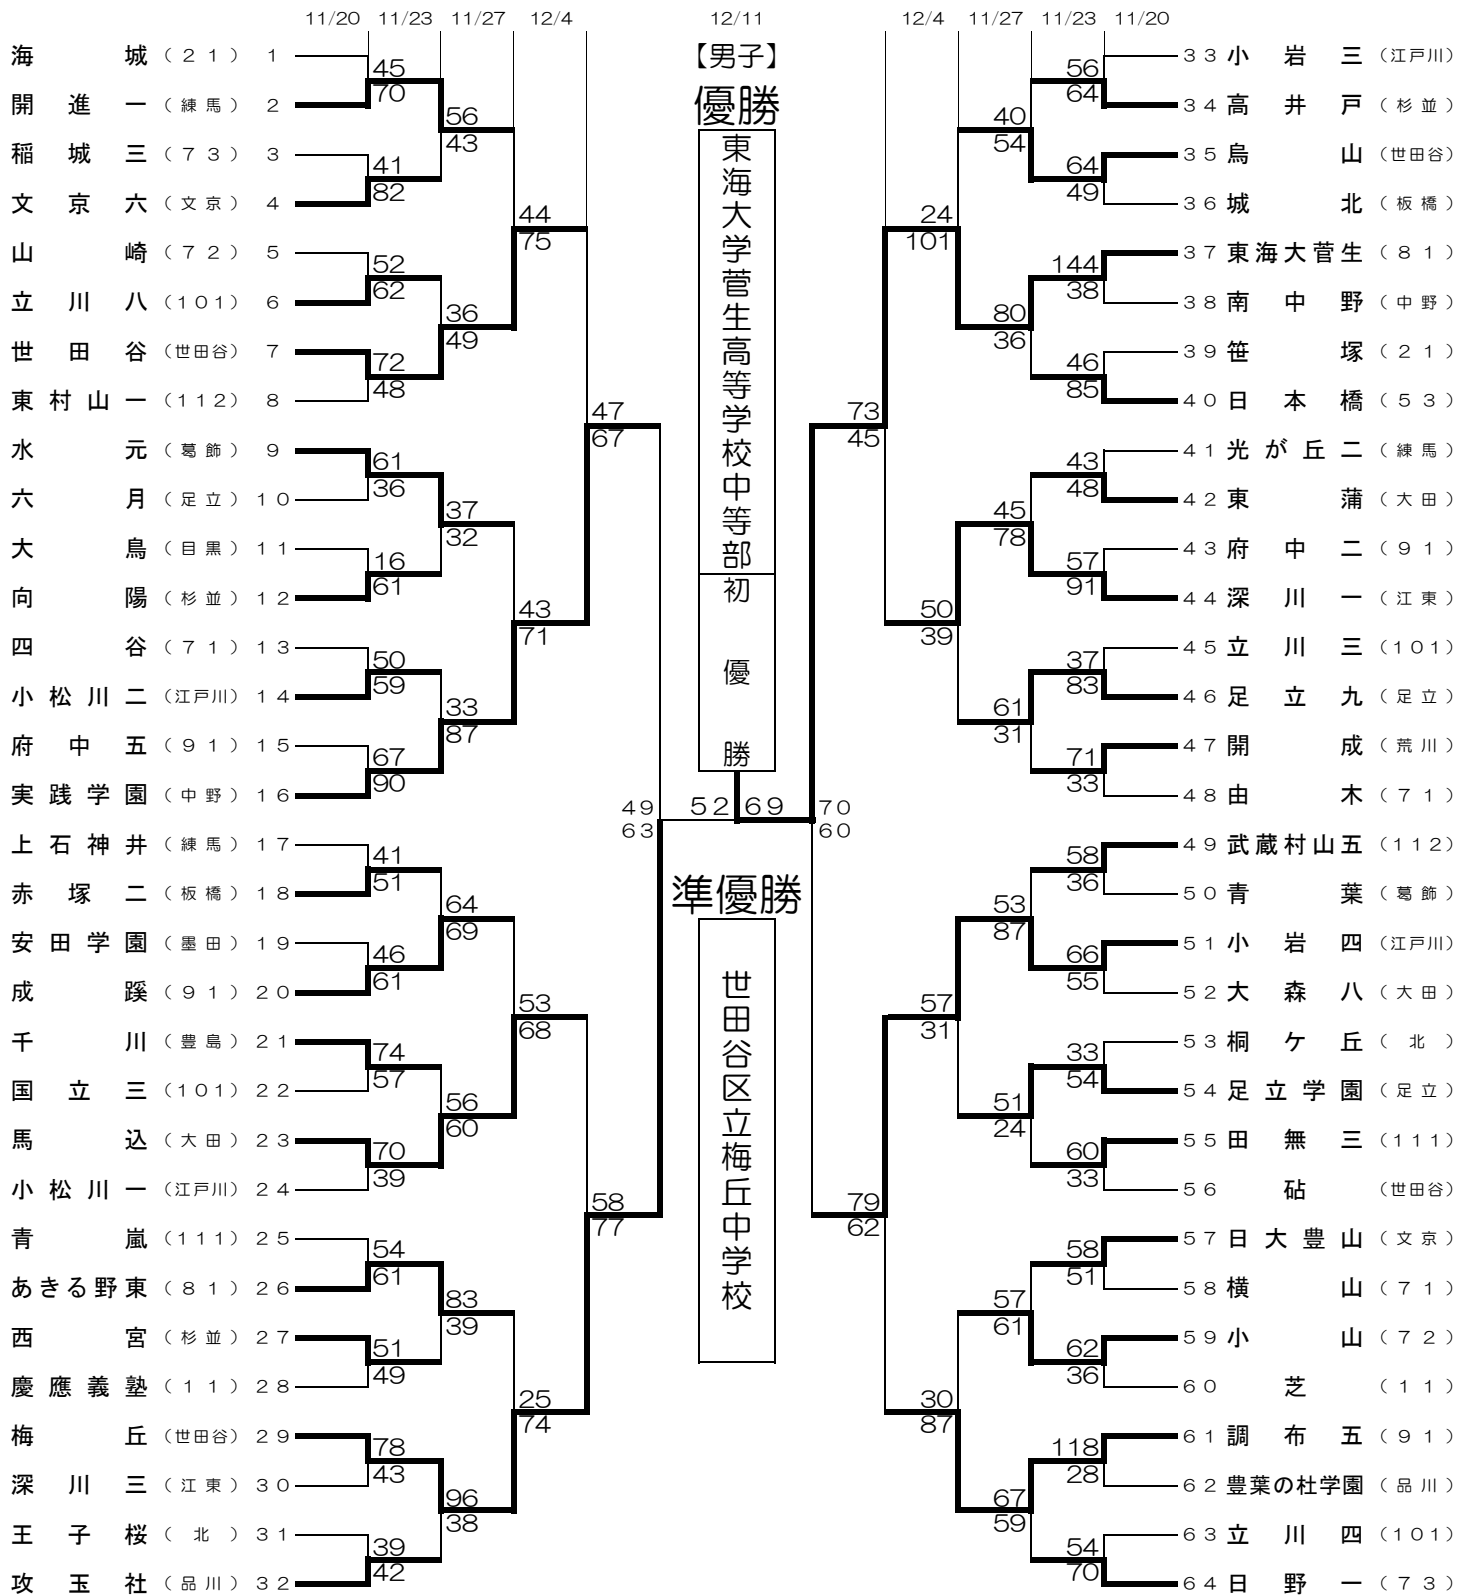 11/20 11/23 11/27 12/4 12/11 12/4 11/27 11/23 11/20
【男子】
優勝
東海大学菅生高等学校中等部
初優勝
準優勝
世田谷区立梅丘中学校
海城（21） 1
開進一（練馬） 2
稲城三（73） 3
文京六（文京） 4
山崎（72） 5
立川八（101） 6
世田谷（世田谷） 7
東村山一（112） 8
水元（葛飾） 9
六月（足立） 10
大鳥（目黒） 11
向陽（杉並） 12
四谷（71） 13
小松川二（江戸川） 14
府中五（91） 15
実践学園（中野） 16
上石神井（練馬） 17
赤塚二（板橋） 18
安田学園（墨田） 19
成蹊（91） 20
千川（豊島） 21
国立三（101） 22
馬込（大田） 23
小松川一（江戸川） 24
青嵐（111） 25
あきる野東（81） 26
西宮（杉並） 27
慶應義塾（11） 28
梅丘（世田谷） 29
深川三（江東） 30
王子桜（北） 31
攻玉社（品川） 32
45
70
41
82
52
62
72
48
61
36
16
61
50
59
67
90
41
51
46
61
74
57
70
39
54
61
51
49
78
43
39
42
56
43
36
49
37
32
33
87
64
69
56
60
83
39
96
38
44
75
43
71
53
68
25
74
47
67
58
77
49
63
52 69
70
60
73
45
79
62
24
101
50
39
57
31
30
87
40
54
80
36
45
78
61
31
53
87
51
24
57
61
67
59
56
64
64
49
144
38
46
85
43
48
57
91
37
83
71
33
58
36
66
55
33
54
60
33
58
51
62
36
118
28
54
70
33 小岩三（江戸川）
34 高井戸（杉並）
35 烏山（世田谷）
36 城北（板橋）
37 東海大菅生（81）
38 南中野（中野）
39 笹塚（21）
40 日本橋（53）
41 光が丘二（練馬）
42 東蒲（大田）
43 府中二（91）
44 深川一（江東）
45 立川三（101）
46 足立九（足立）
47 開成（荒川）
48 由木（71）
49 武蔵村山五（112）
50 青葉（葛飾）
51 小岩四（江戸川）
52 大森八（大田）
53 桐ケ丘（北）
54 足立学園（足立）
55 田無三（111）
56 砧（世田谷）
57 日大豊山（文京）
58 横山（71）
59 小山（72）
60 芝（11）
61 調布五（91）
62 豊葉の杜学園（品川）
63 立川四（101）
64 日野一（73）